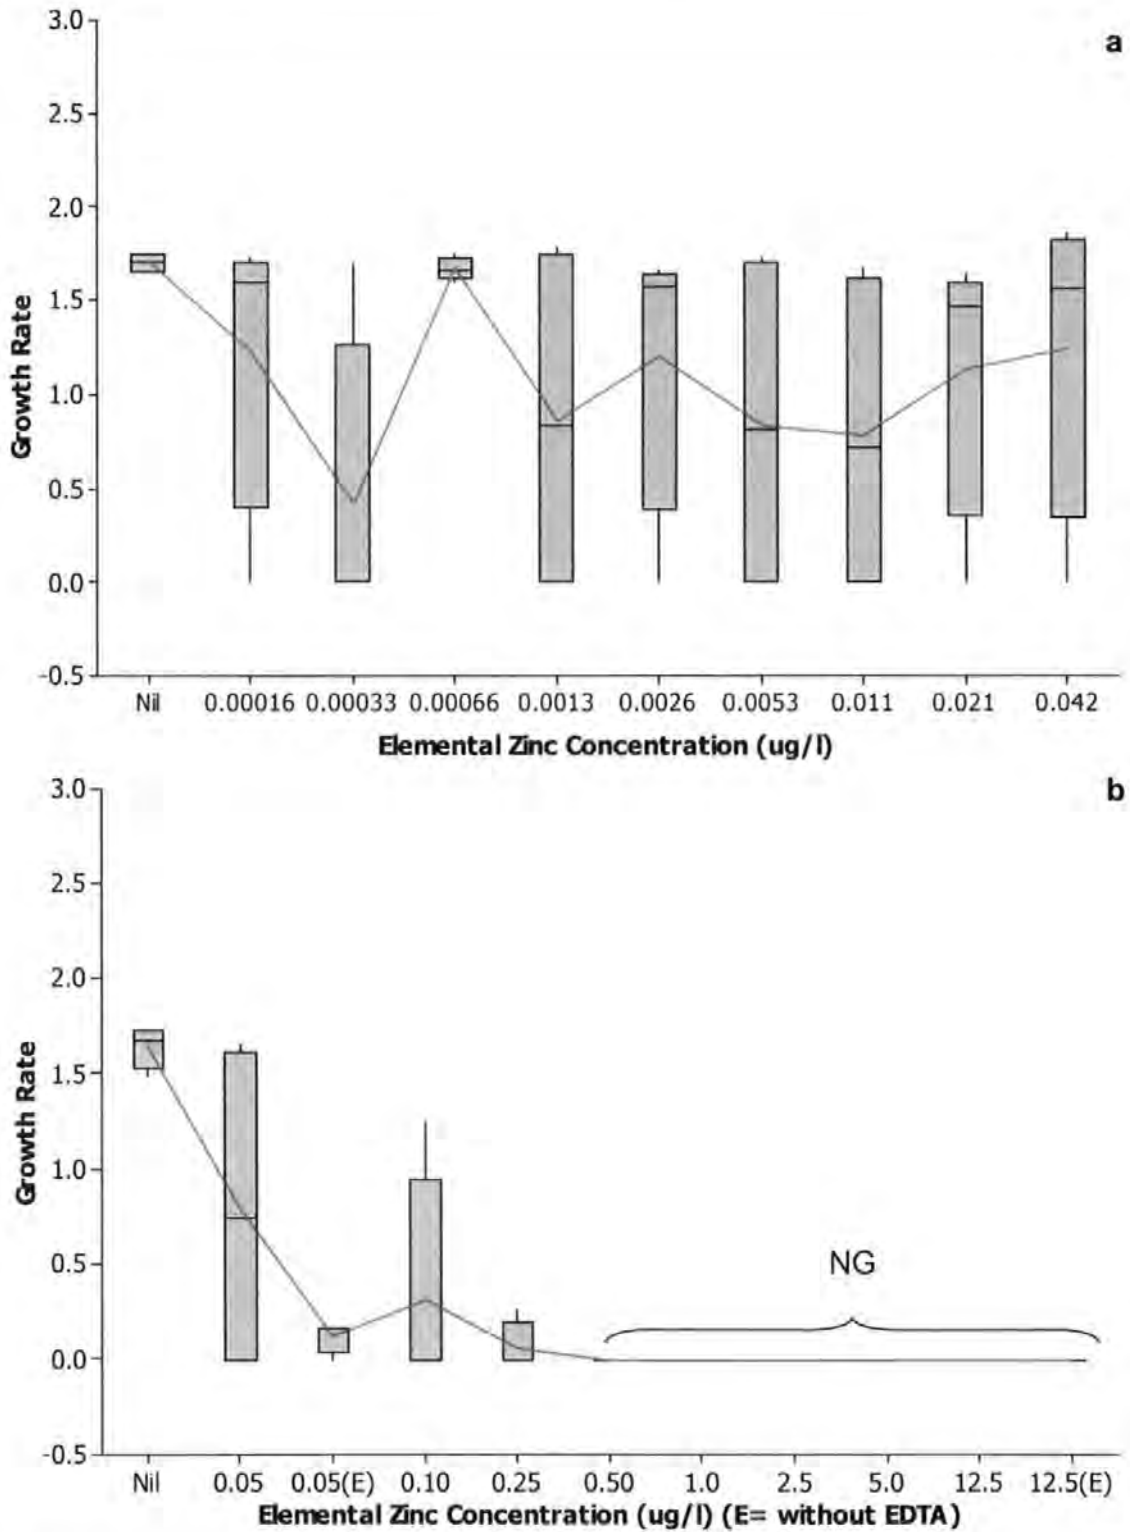 a
3.0
2.5
2.0
1.5
1.0
0.5
0.0
-0.5
Growth Rate
Nil 0.00016 0.00033 0.00066 0.0013 0.0026 0.0053 0.011 0.021 0.042
Elemental Zinc Concentration (ug/l)
b
3.0
2.5
2.0
1.5
1.0
0.5
0.0
-0.5
Growth Rate
NG
Nil 0.05 0.05(E) 0.10 0.25 0.50 1.0 2.5 5.0 12.5 12.5(E)
Elemental Zinc Concentration (ug/l) (E= without EDTA)